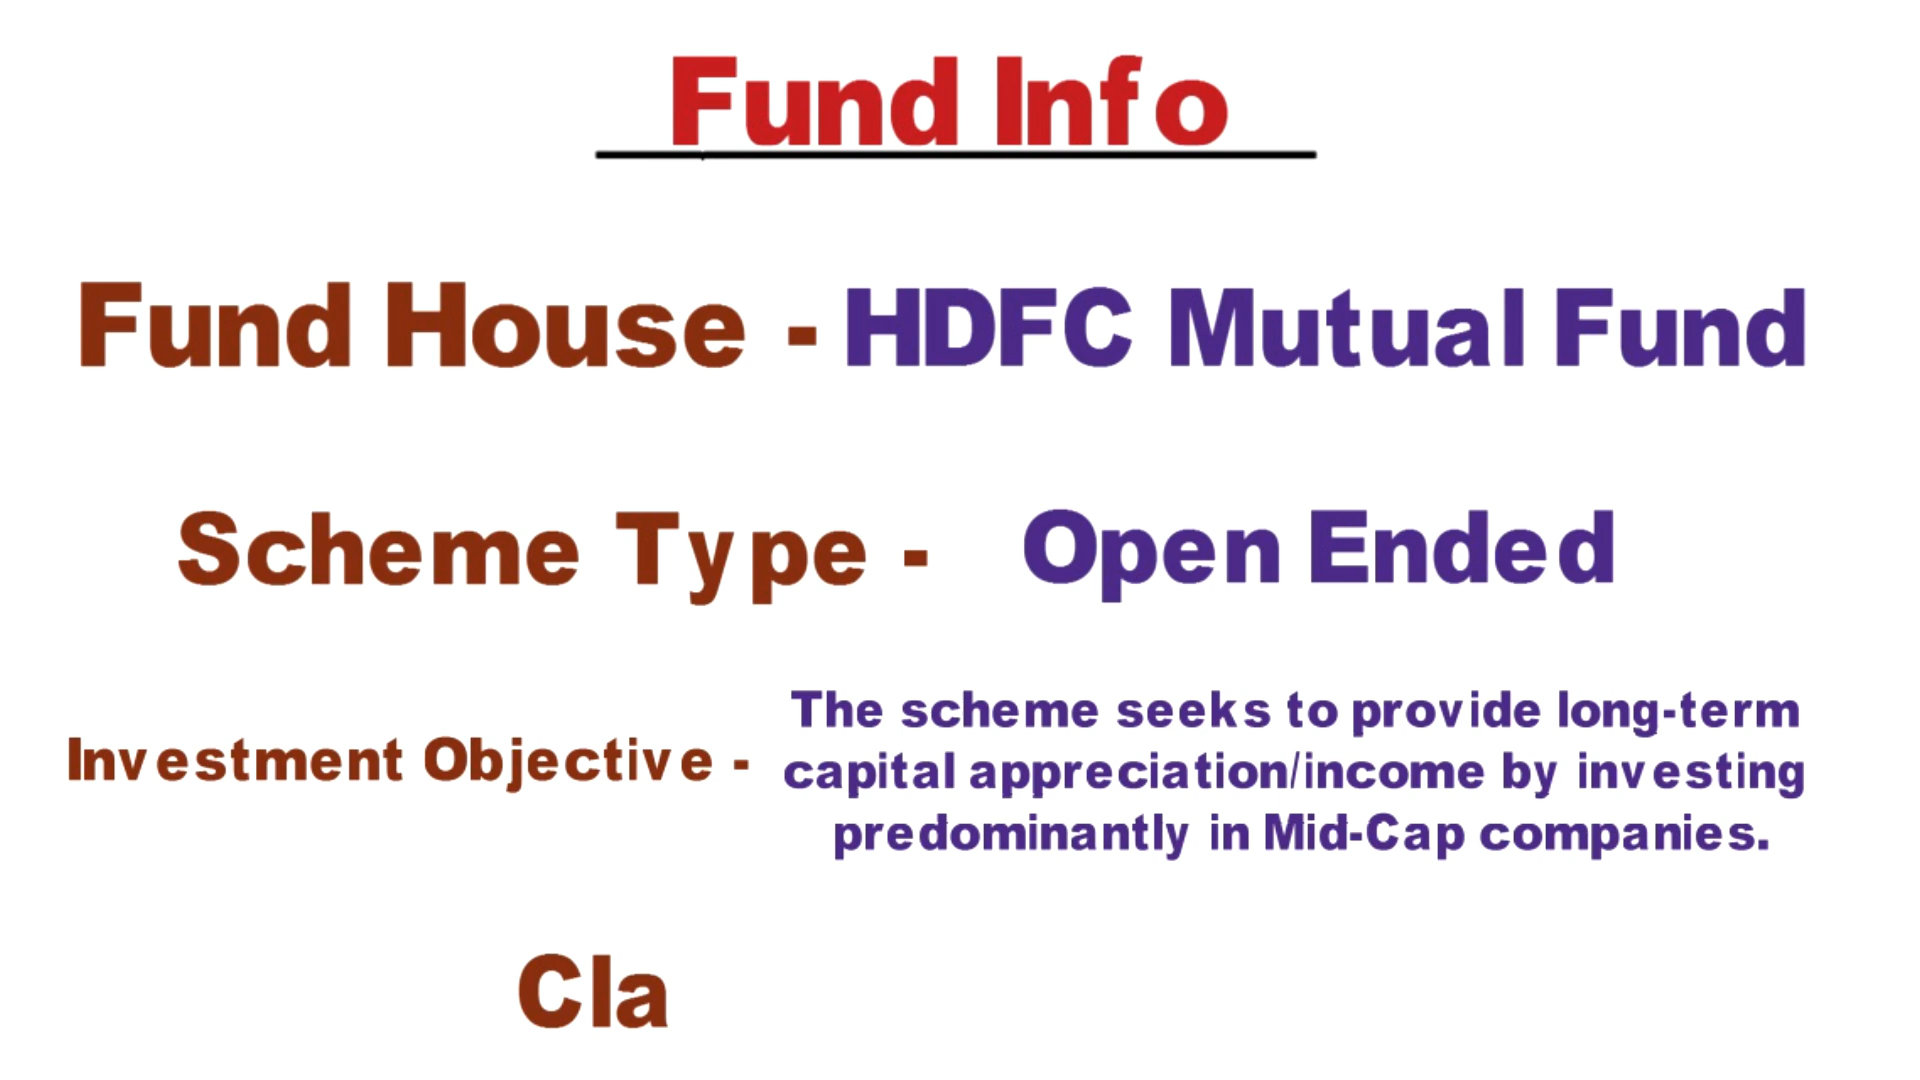 Fund Info
Fund House - HDFC Mutual Fund
Scheme Type - Open Ended
Investment Objective - The scheme seeks to provide long-term
capital appreciation/income by investing
predominantly in Mid-Cap companies.
Cla